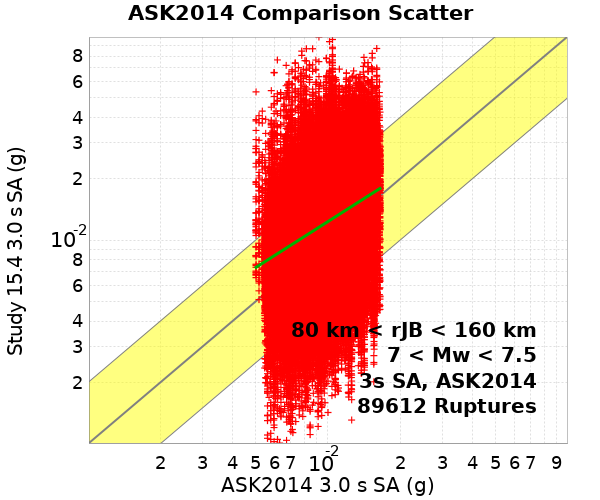 ASK2014 Comparison Scatter
8
6
4
3
2
10-2
8
6
4
3
2
Study 15.4 3.0 s SA (g)
80 km < rJB < 160 km
7 < Mw < 7.5
3s SA, ASK2014
89612 Ruptures
2 3 4 5 6 7 10-2 2 3 4 5 6 7 9
ASK2014 3.0 s SA (g)